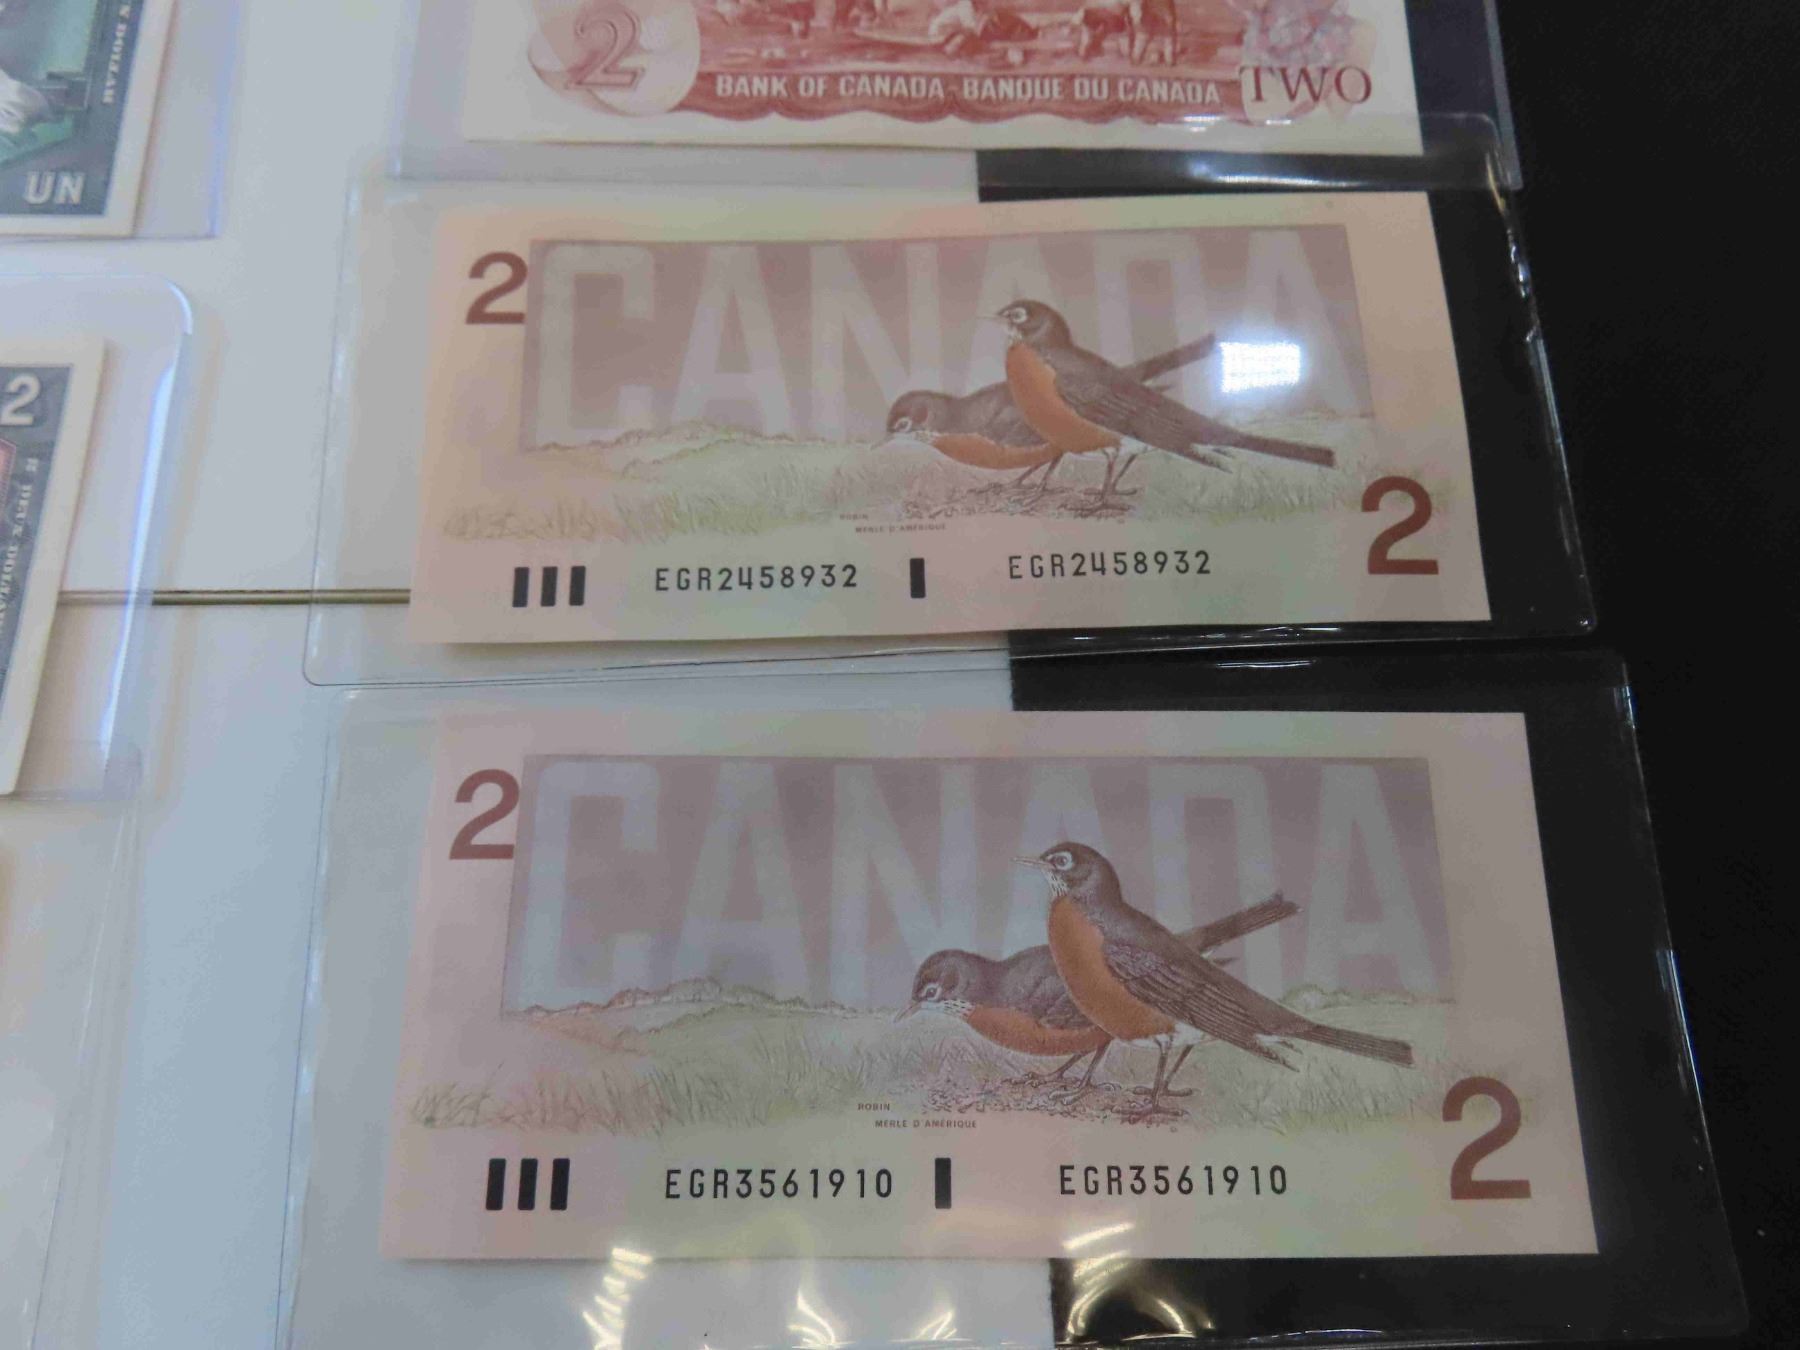 2
BANK OF CANADA - BANQUE DU CANADA
TWO
UN
2
CANADA
2
ROBIN
MERLE D'AMÉRIQUE
EGR2458932
EGR2458932
2
2
CANADA
ROBIN
MERLE D'AMÉRIQUE
EGR3561910
EGR3561910
2